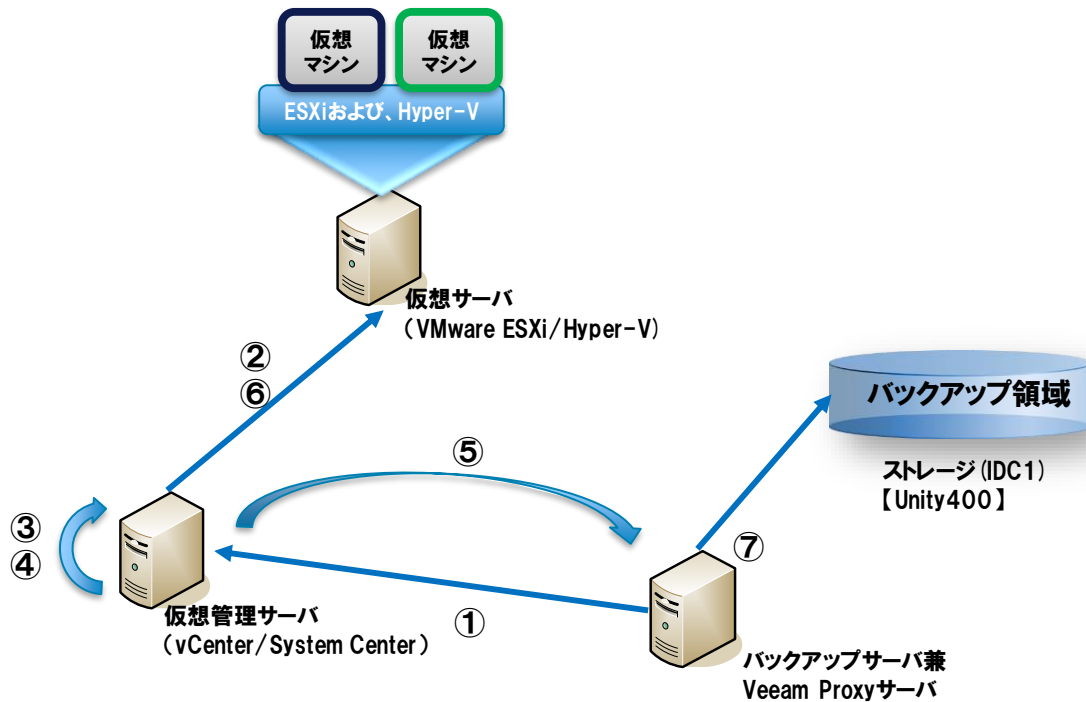 仮想
マシン
仮想
マシン
ESXiおよび、Hyper-V
仮想サーバ
（VMware ESXi/Hyper-V）
②
⑥
バックアップ領域
ストレージ(IDC1)
【Unity400】
⑤
③
④
⑦
仮想管理サーバ
（vCenter/System Center）
①
バックアップサーバ兼
Veeam Proxyサーバ